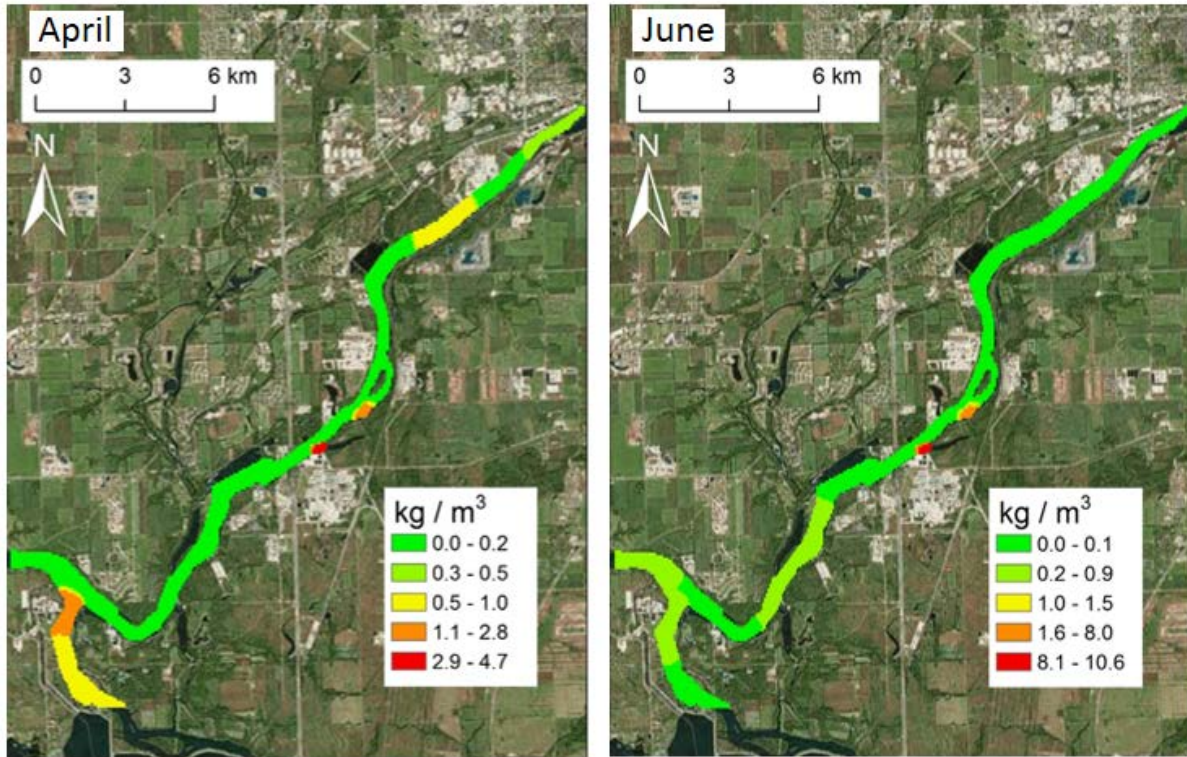 April
0 3 6 km
N
kg / m³
0.0 - 0.2
0.3 - 0.5
0.5 - 1.0
1.1 - 2.8
2.9 - 4.7
June
0 3 6 km
N
kg / m³
0.0 - 0.1
0.2 - 0.9
1.0 - 1.5
1.6 - 8.0
8.1 - 10.6